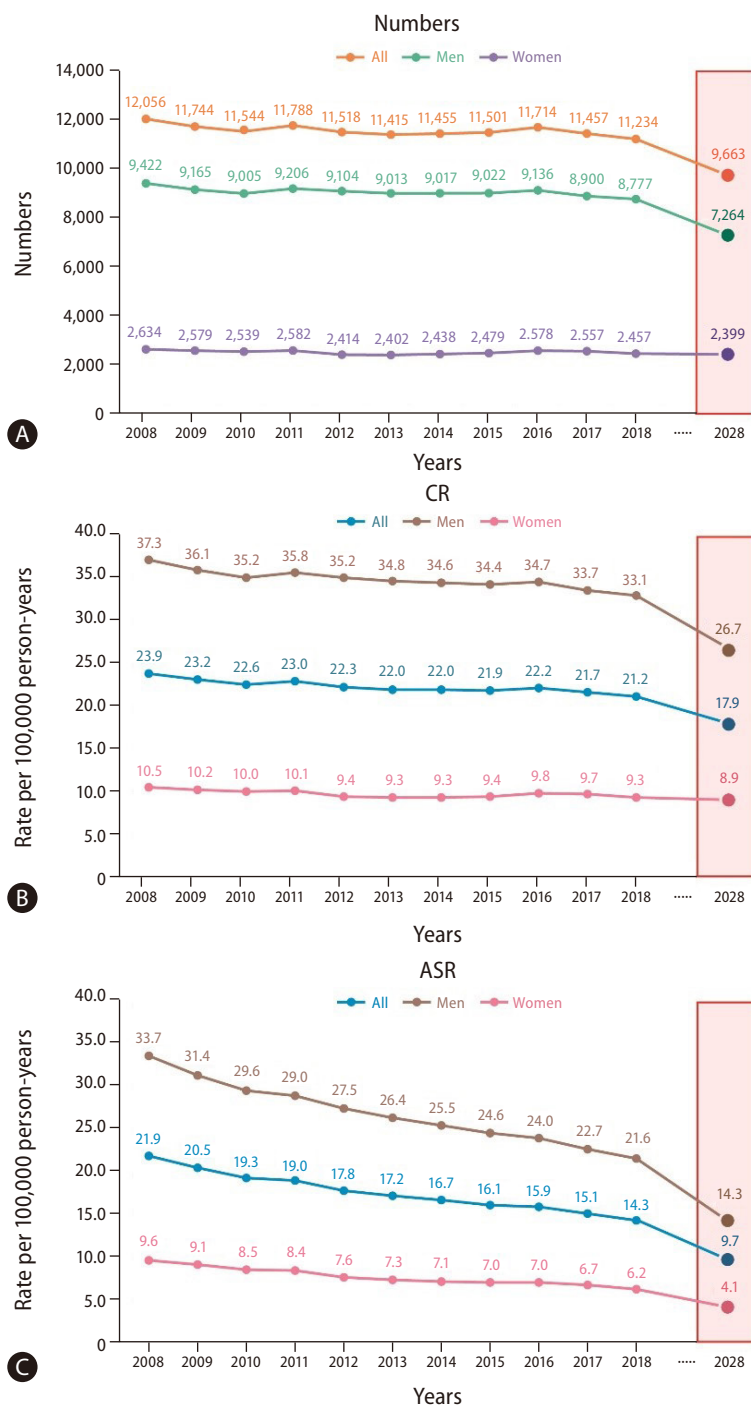 Numbers
All Men Women
14,000
12,000
10,000
8,000
6,000
4,000
2,000
0
Numbers
12,056 11,744 11,544 11,788 11,518 11,415 11,455 11,501 11,714 11,457 11,234 9,663
9,422 9,165 9,005 9,206 9,104 9,013 9,017 9,022 9,136 8,900 8,777 7,264
2,634 2,579 2,539 2,582 2,414 2,402 2,438 2,479 2.578 2.557 2.457 2,399
2008 2009 2010 2011 2012 2013 2014 2015 2016 2017 2018 ..... 2028
Years
A
CR
All Men Women
40.0
35.0
30.0
25.0
20.0
15.0
10.0
5.0
0
Rate per 100,000 person-years
37.3 36.1 35.2 35.8 35.2 34.8 34.6 34.4 34.7 33.7 33.1 26.7
23.9 23.2 22.6 23.0 22.3 22.0 22.0 21.9 22.2 21.7 21.2 17.9
10.5 10.2 10.0 10.1 9.4 9.3 9.3 9.4 9.8 9.7 9.3 8.9
2008 2009 2010 2011 2012 2013 2014 2015 2016 2017 2018 ..... 2028
Years
B
ASR
All Men Women
40.0
35.0
30.0
25.0
20.0
15.0
10.0
5.0
0
Rate per 100,000 person-years
33.7 31.4 29.6 29.0 27.5 26.4 25.5 24.6 24.0 22.7 21.6 14.3
21.9 20.5 19.3 19.0 17.8 17.2 16.7 16.1 15.9 15.1 14.3 9.7
9.6 9.1 8.5 8.4 7.6 7.3 7.1 7.0 7.0 6.7 6.2 4.1
2008 2009 2010 2011 2012 2013 2014 2015 2016 2017 2018 ..... 2028
Years
C